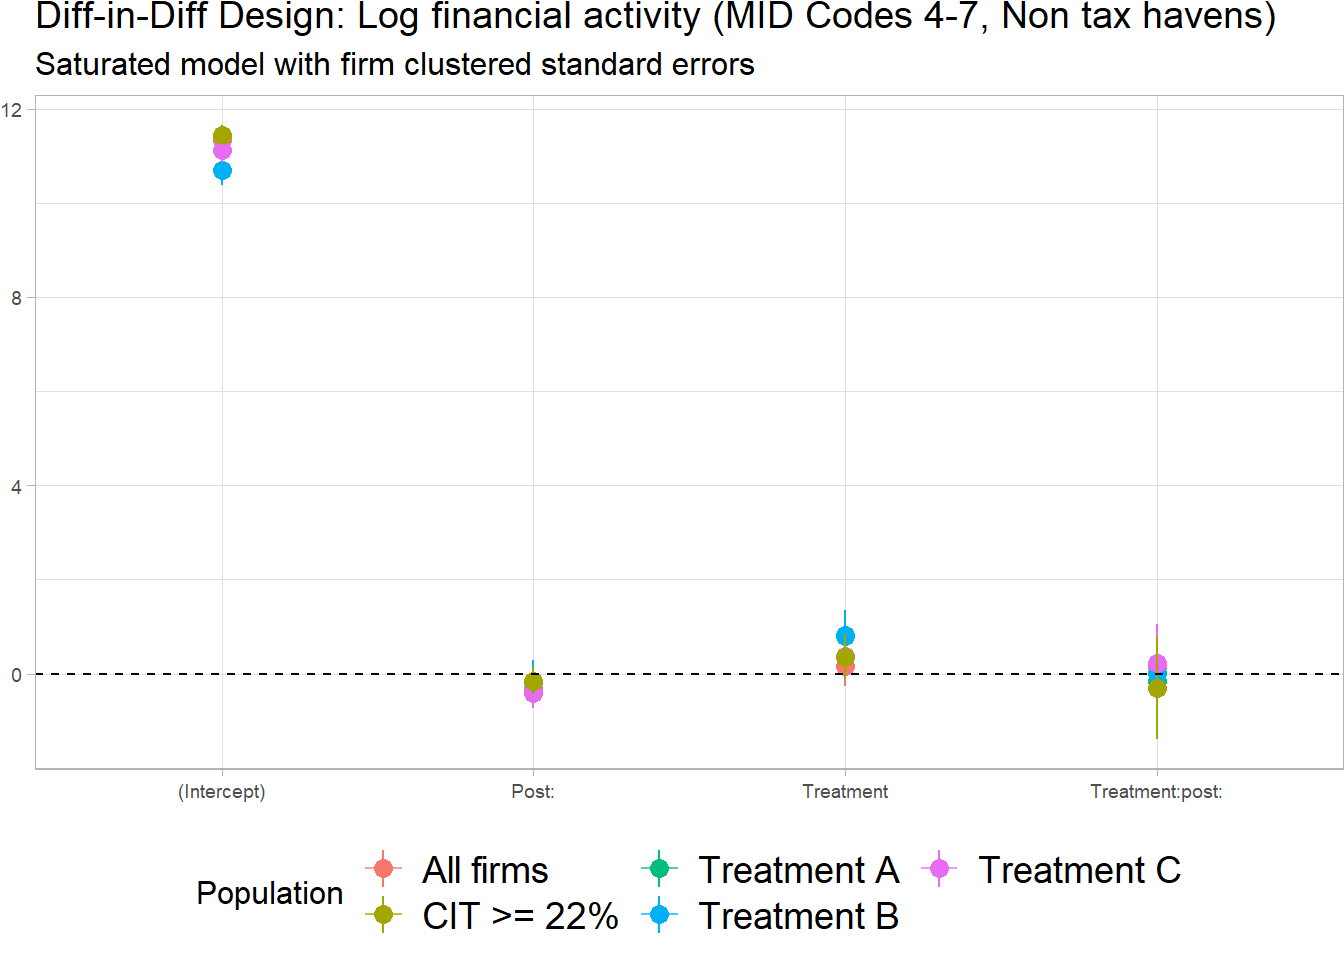 Diff-in-Diff Design: Log financial activity (MID Codes 4-7, Non tax havens)
Saturated model with firm clustered standard errors
12
8
4
0
(Intercept) Post: Treatment Treatment:post:
Population
All firms Treatment A Treatment C
CIT >= 22% Treatment B